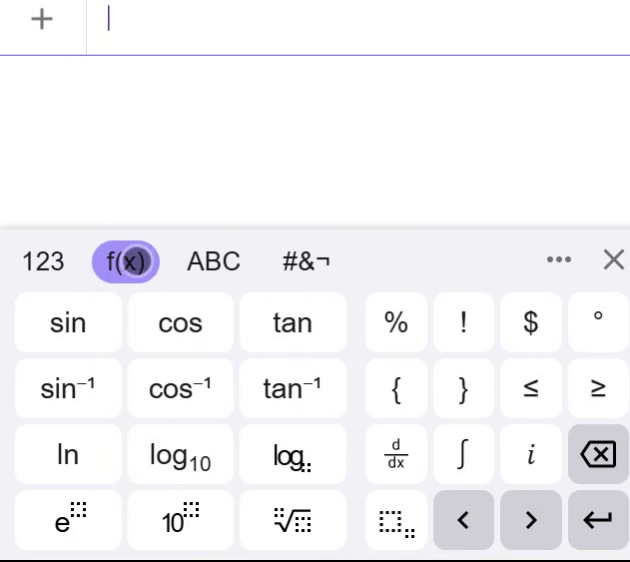 +
123 f(x) ABC #&¬ ••• ×
sin cos tan % ! $ °
sin⁻¹ cos⁻¹ tan⁻¹ { } ≤ ≥
ln log₁₀ log d/dx ∫ i
e 10 √ < >